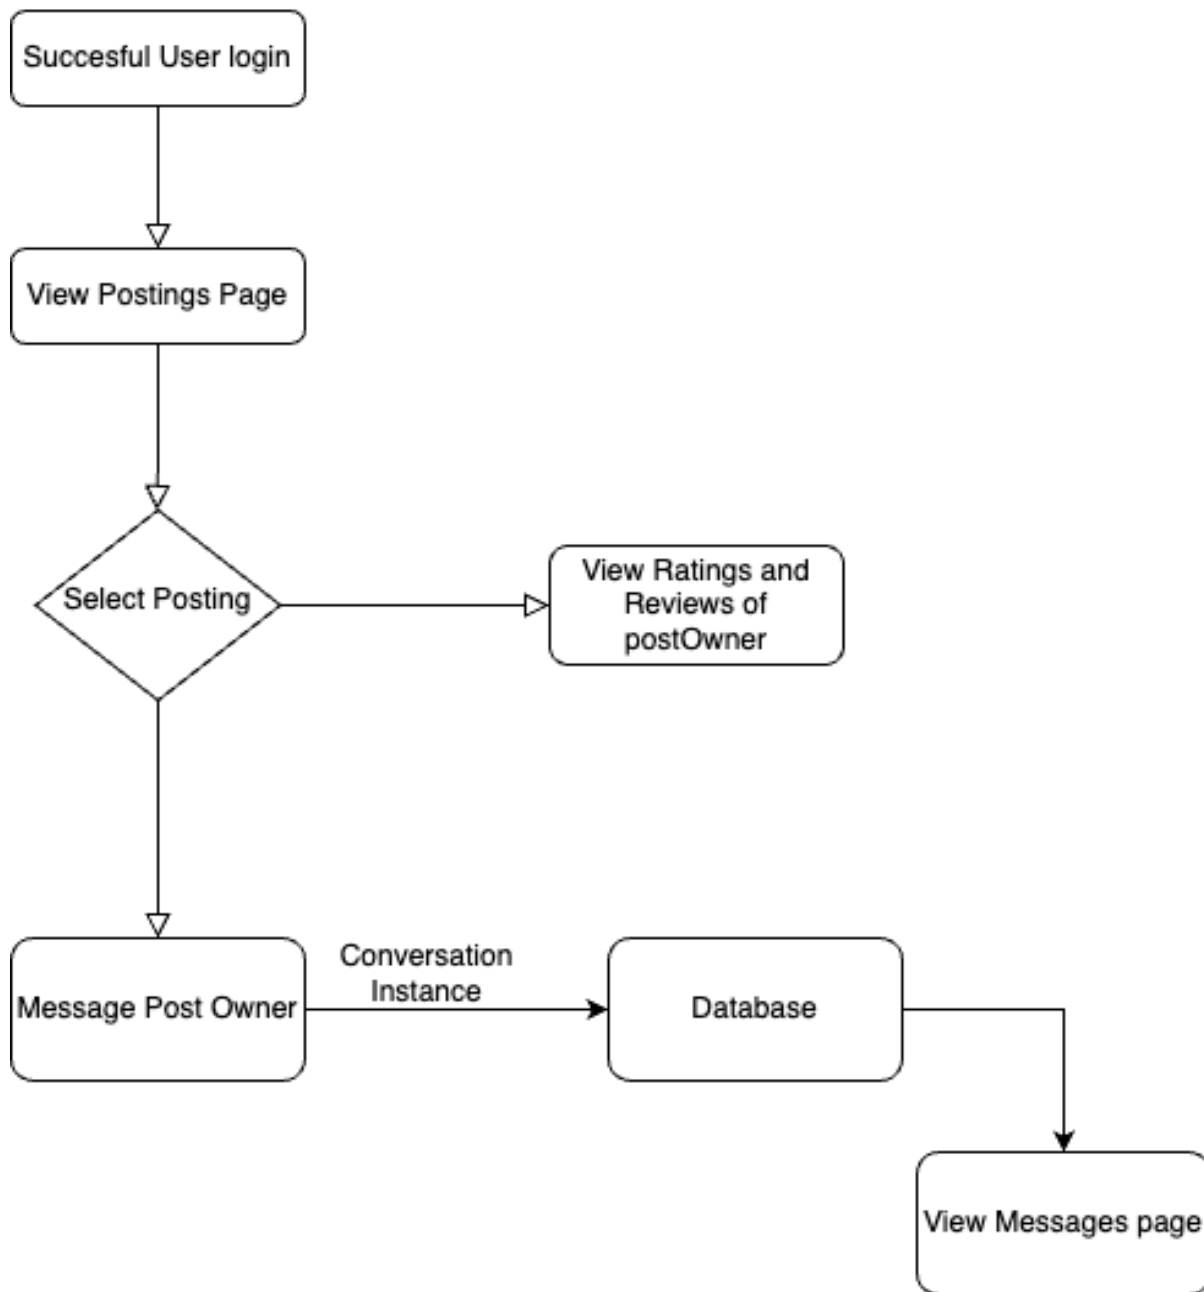 Succesful User login
View Postings Page
Select Posting
View Ratings and
Reviews of
postOwner
Message Post Owner
Conversation
Instance
Database
View Messages page